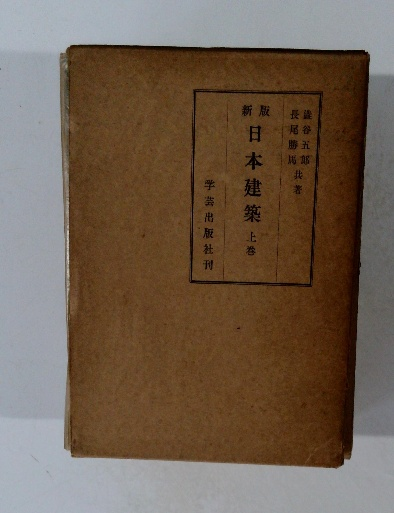 澁谷五郎
長尾勝馬 共著
新版
日本建築 上巻
学芸出版社刊